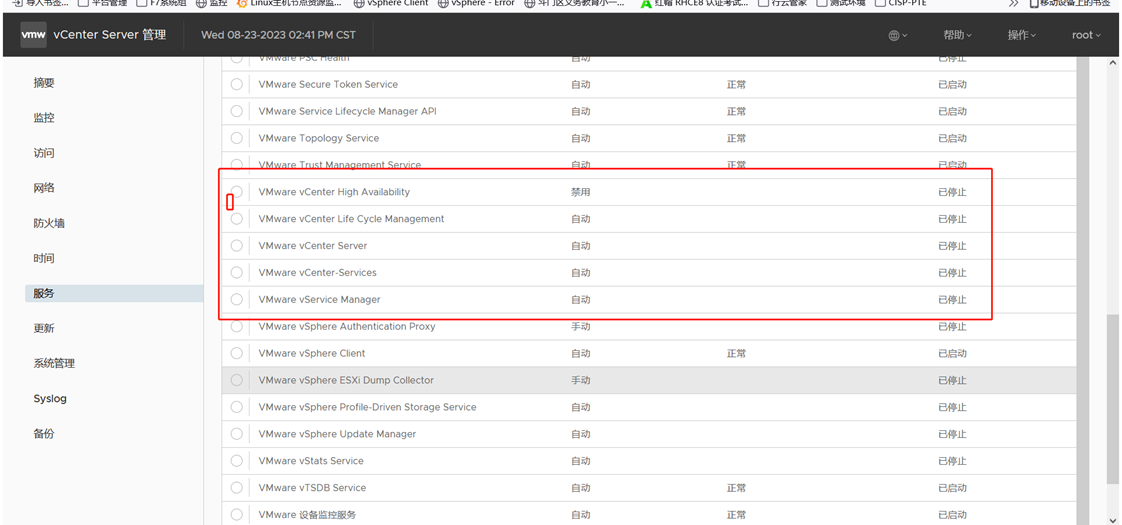 导入书签... 平台管理 F7系统组 监控 Linux主机节点资源监... vSphere Client vSphere - Error 斗门区义务教育小一... 红帽 RHCE8 认证考试... 行云管家 测试环境 CISP-PTE 移动设备上的书签
vmw vCenter Server 管理 Wed 08-23-2023 02:41 PM CST 帮助 操作 root
摘要
监控
访问
网络
防火墙
时间
服务
更新
系统管理
Syslog
备份
VMware PSC Health 自动 已停止
VMware Secure Token Service 自动 正常 已启动
VMware Service Lifecycle Manager API 自动 正常 已启动
VMware Topology Service 自动 正常 已启动
VMware Trust Management Service 自动 正常 已启动
VMware vCenter High Availability 禁用 已停止
VMware vCenter Life Cycle Management 自动 已停止
VMware vCenter Server 自动 已停止
VMware vCenter-Services 自动 已停止
VMware vService Manager 自动 已停止
VMware vSphere Authentication Proxy 手动 已停止
VMware vSphere Client 自动 正常 已启动
VMware vSphere ESXi Dump Collector 手动 已停止
VMware vSphere Profile-Driven Storage Service 自动 已停止
VMware vSphere Update Manager 自动 已停止
VMware vStats Service 自动 已停止
VMware vTSDB Service 自动 正常 已启动
VMware 设备监控服务 自动 正常 已启动